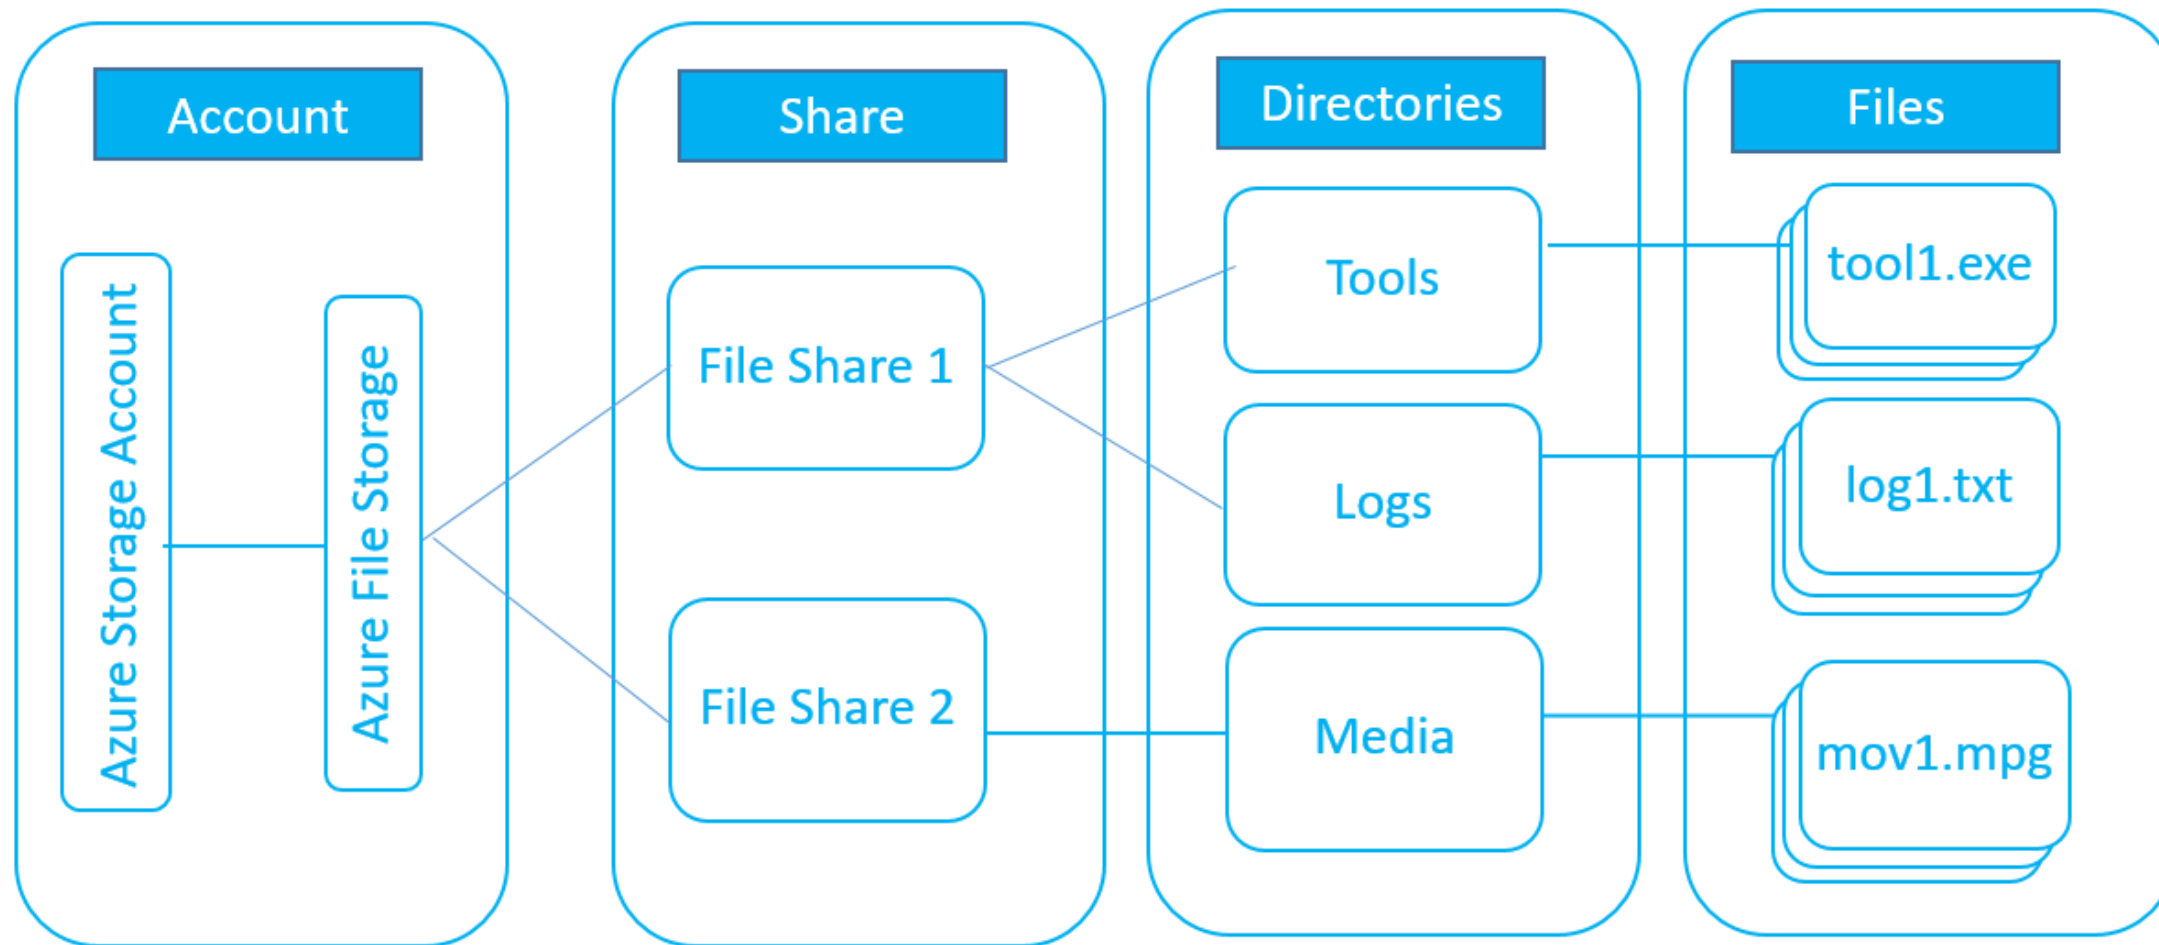 Account
Azure Storage Account
Azure File Storage
Share
File Share 1
File Share 2
Directories
Tools
Logs
Media
Files
tool1.exe
log1.txt
mov1.mpg